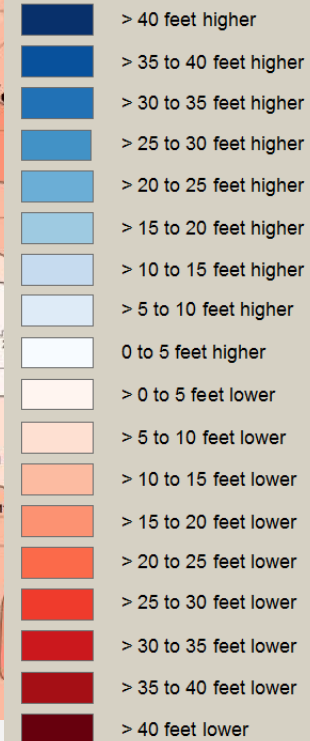 > 40 feet higher
> 35 to 40 feet higher
> 30 to 35 feet higher
> 25 to 30 feet higher
> 20 to 25 feet higher
> 15 to 20 feet higher
> 10 to 15 feet higher
> 5 to 10 feet higher
0 to 5 feet higher
> 0 to 5 feet lower
> 5 to 10 feet lower
> 10 to 15 feet lower
> 15 to 20 feet lower
> 20 to 25 feet lower
> 25 to 30 feet lower
> 30 to 35 feet lower
> 35 to 40 feet lower
> 40 feet lower